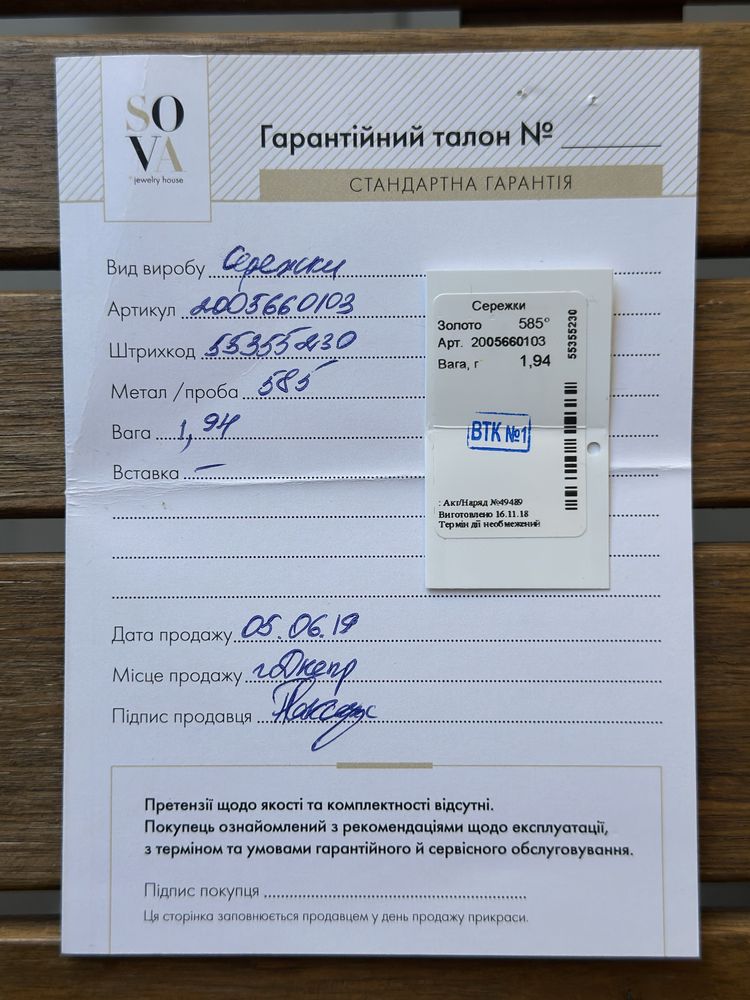 SOVA
jewelry house
Гарантійний талон №
СТАНДАРТНА ГАРАНТІЯ
Вид виробу Сережки
Артикул 2005660103
Штрихкод 55355230
Метал /проба 585
Вага 1,94
Вставка —
Сережки
Золото 585°
Арт. 2005660103
Вага, г 1,94
55355230
ВТК №1
: Акт/Наряд №49489
Виготовлено 16.11.18
Термін дії необмежений
Дата продажу 05.06.19
Місце продажу г.Днепр
Підпис продавця
Претензії щодо якості та комплектності відсутні.
Покупець ознайомлений з рекомендаціями щодо експлуатації,
з терміном та умовами гарантійного й сервісного обслуговування.
Підпис покупця
Ця сторінка заповнюється продавцем у день продажу прикраси.